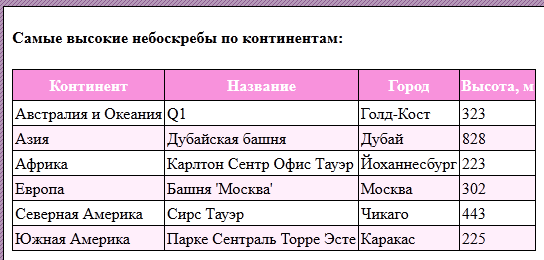 Самые высокие небоскребы по континентам:
Континент Название Город Высота, м
Австралия и Океания Q1 Голд-Кост 323
Азия Дубайская башня Дубай 828
Африка Карлтон Сентр Офис Тауэр Йоханнесбург 223
Европа Башня 'Москва' Москва 302
Северная Америка Сирс Тауэр Чикаго 443
Южная Америка Парке Сентраль Торре Эсте Каракас 225